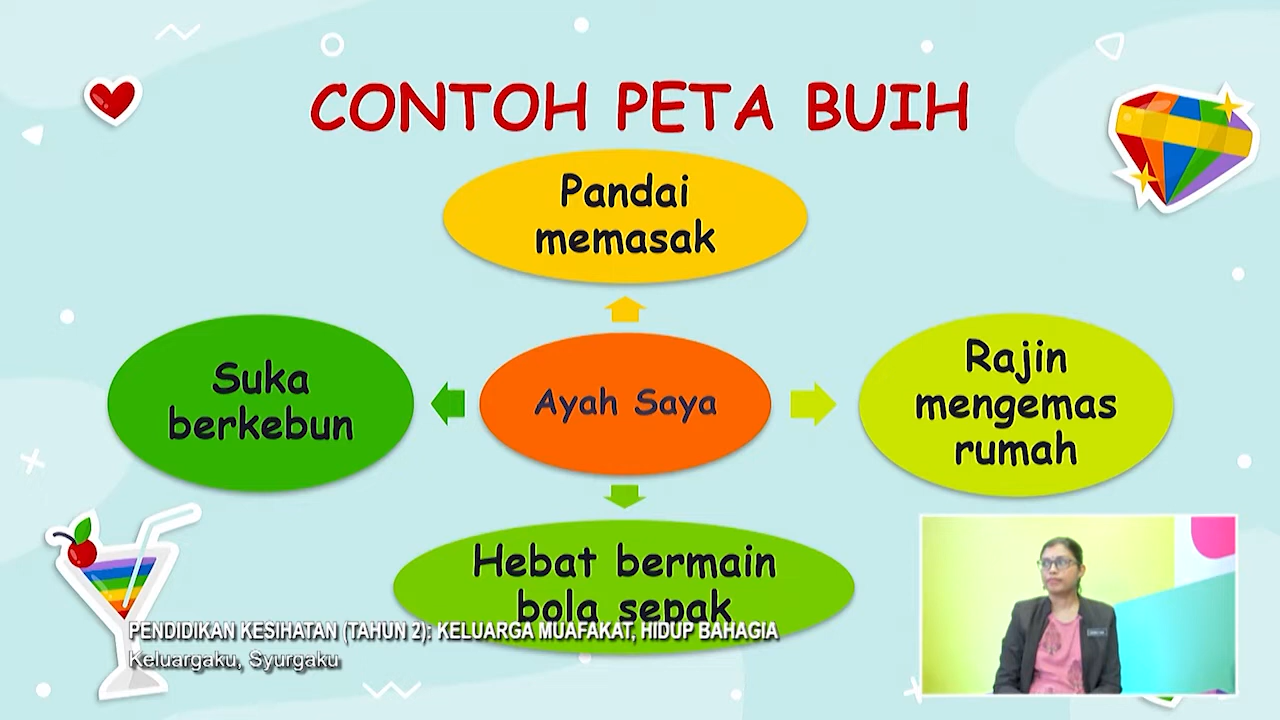 CONTOH PETA BUIH
Pandai
memasak
Suka
berkebun
Ayah Saya
Rajin
mengemas
rumah
Hebat bermain
bola sepak
PENDIDIKAN KESIHATAN (TAHUN 2): KELUARGA MUAFAKAT, HIDUP BAHAGIA
Keluargaku, Syurgaku